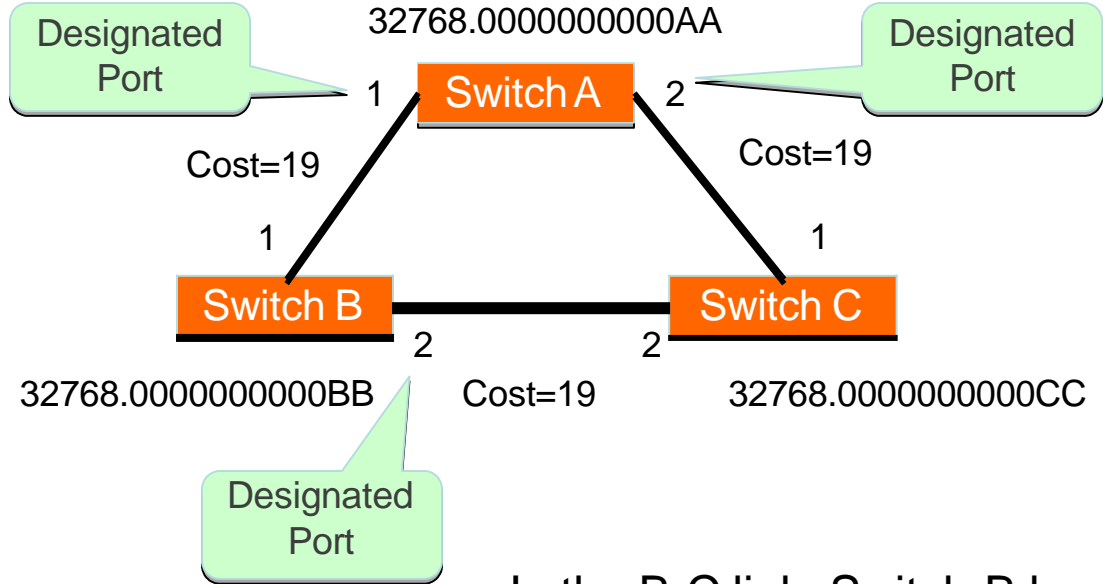 32768.0000000000AA
Designated
Port
Designated
Port
1
Switch A
2
Cost=19
Cost=19
1
1
Switch B
Switch C
2
2
32768.0000000000BB
Cost=19
32768.0000000000CC
Designated
Port